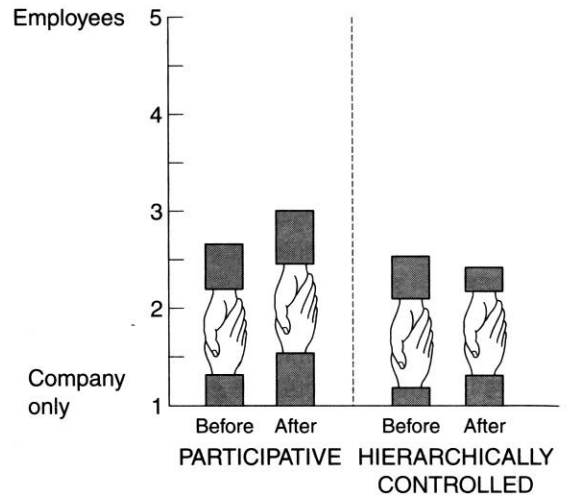 Employees 5
4
3
2
Company only 1
Before After Before After
PARTICIPATIVE HIERARCHICALLY
CONTROLLED